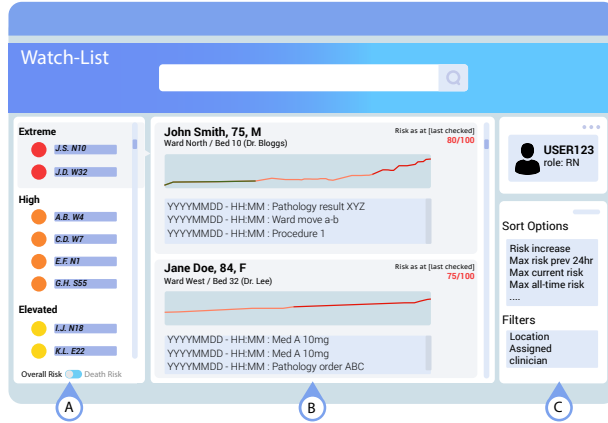 Watch-List
Extreme
J.S. N10
J.D. W32
High
A.B. W4
C.D. W7
E.F. N1
G.H. S55
Elevated
I.J. N18
K.L. E22
Overall Risk Death Risk
John Smith, 75, M
Ward North / Bed 10 (Dr. Bloggs)
Risk as at [last checked]
80/100
YYYYMMDD - HH:MM : Pathology result XYZ
YYYYMMDD - HH:MM : Ward move a-b
YYYYMMDD - HH:MM : Procedure 1
Jane Doe, 84, F
Ward West / Bed 32 (Dr. Lee)
Risk as at [last checked]
75/100
YYYYMMDD - HH:MM : Med A 10mg
YYYYMMDD - HH:MM : Med A 10mg
YYYYMMDD - HH:MM : Pathology order ABC
USER123
role: RN
Sort Options
Risk increase
Max risk prev 24hr
Max current risk
Max all-time risk
....
Filters
Location
Assigned
clinician
A
B
C